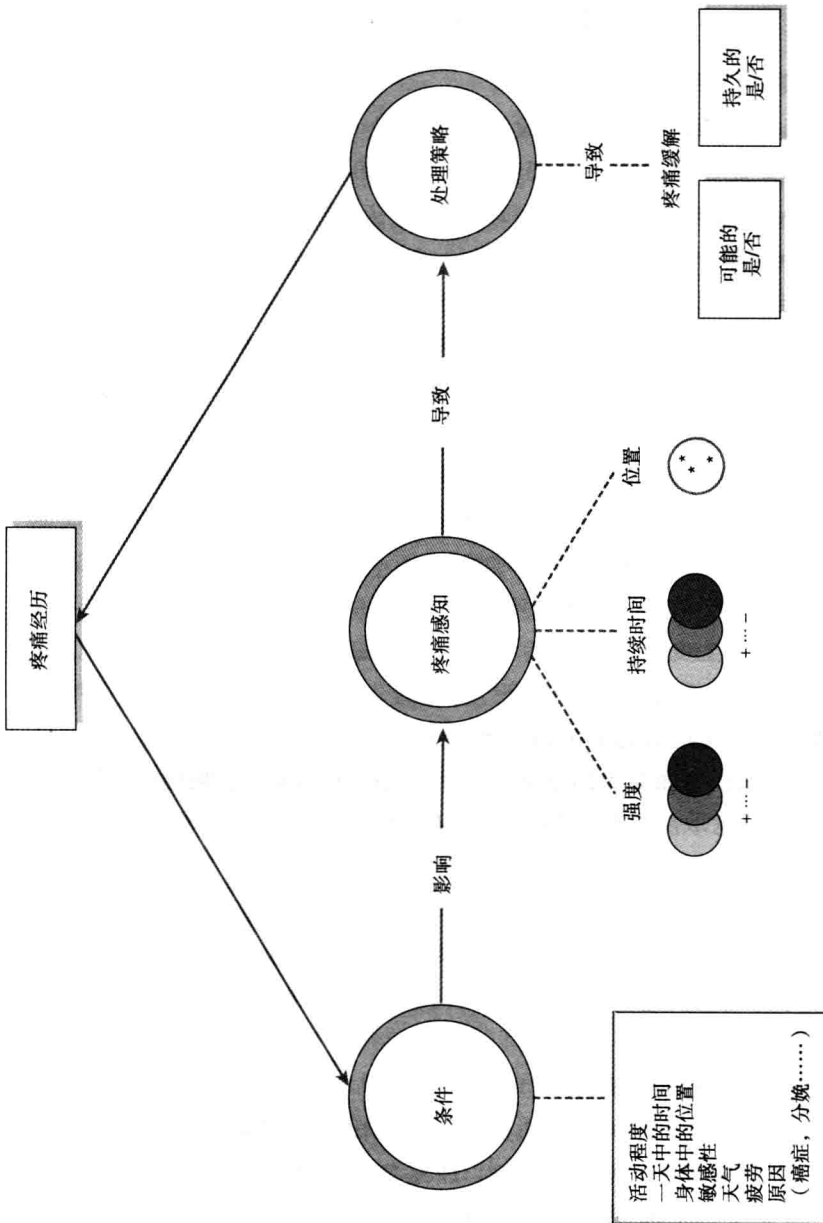 疼痛经历
条件
影响
疼痛感知
导致
处理策略
活动程度
一天中的时间
身体中的位置
敏感性
天气
疲劳
原因
（癌症，分娩……）
强度
+ … −
持续时间
+ … −
位置
导致
疼痛缓解
可能的
是/否
持久的
是/否